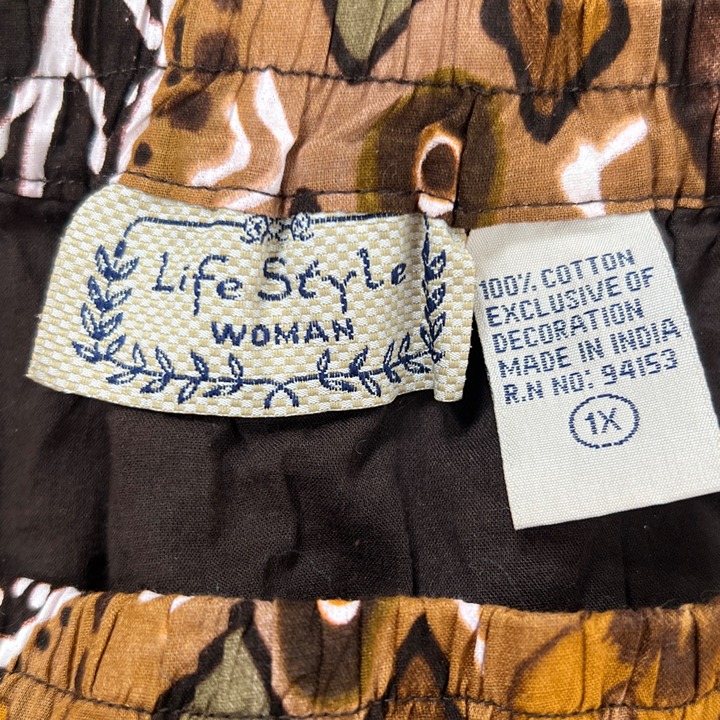 Life Style
WOMAN
100% COTTON
EXCLUSIVE OF
DECORATION
MADE IN INDIA
R.N NO: 94153
1X